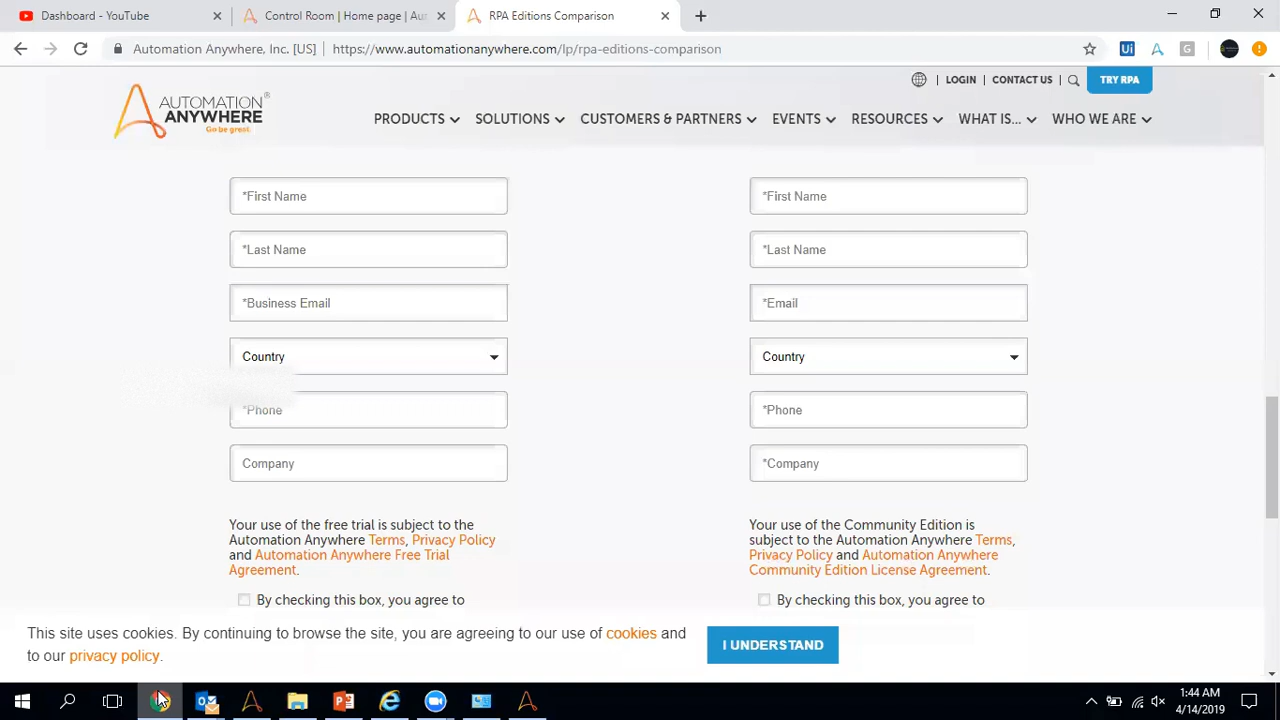 Dashboard - YouTube
Control Room | Home page | Aut
RPA Editions Comparison
Automation Anywhere, Inc. [US]
https://www.automationanywhere.com/lp/rpa-editions-comparison
Ui
G
AUTOMATION
ANYWHERE®
Go be great.
LOGIN | CONTACT US |
TRY RPA
PRODUCTS
SOLUTIONS
CUSTOMERS & PARTNERS
EVENTS
RESOURCES
WHAT IS...
WHO WE ARE
*First Name
*Last Name
*Business Email
Country
*Phone
Company
Your use of the free trial is subject to the
Automation Anywhere Terms, Privacy Policy
and Automation Anywhere Free Trial
Agreement.
By checking this box, you agree to
*First Name
*Last Name
*Email
Country
*Phone
*Company
Your use of the Community Edition is
subject to the Automation Anywhere Terms,
Privacy Policy and Automation Anywhere
Community Edition License Agreement.
By checking this box, you agree to
This site uses cookies. By continuing to browse the site, you are agreeing to our use of cookies and
to our privacy policy.
I UNDERSTAND
1:44 AM
4/14/2019